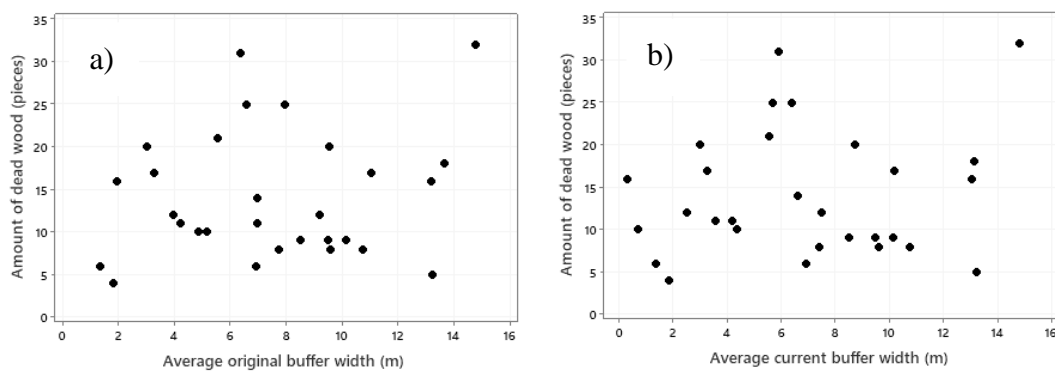 a)
Amount of dead wood (pieces)
35
30
25
20
15
10
5
0
0 2 4 6 8 10 12 14 16
Average original buffer width (m)
b)
Amount of dead wood (pieces)
35
30
25
20
15
10
5
0
0 2 4 6 8 10 12 14 16
Average current buffer width (m)